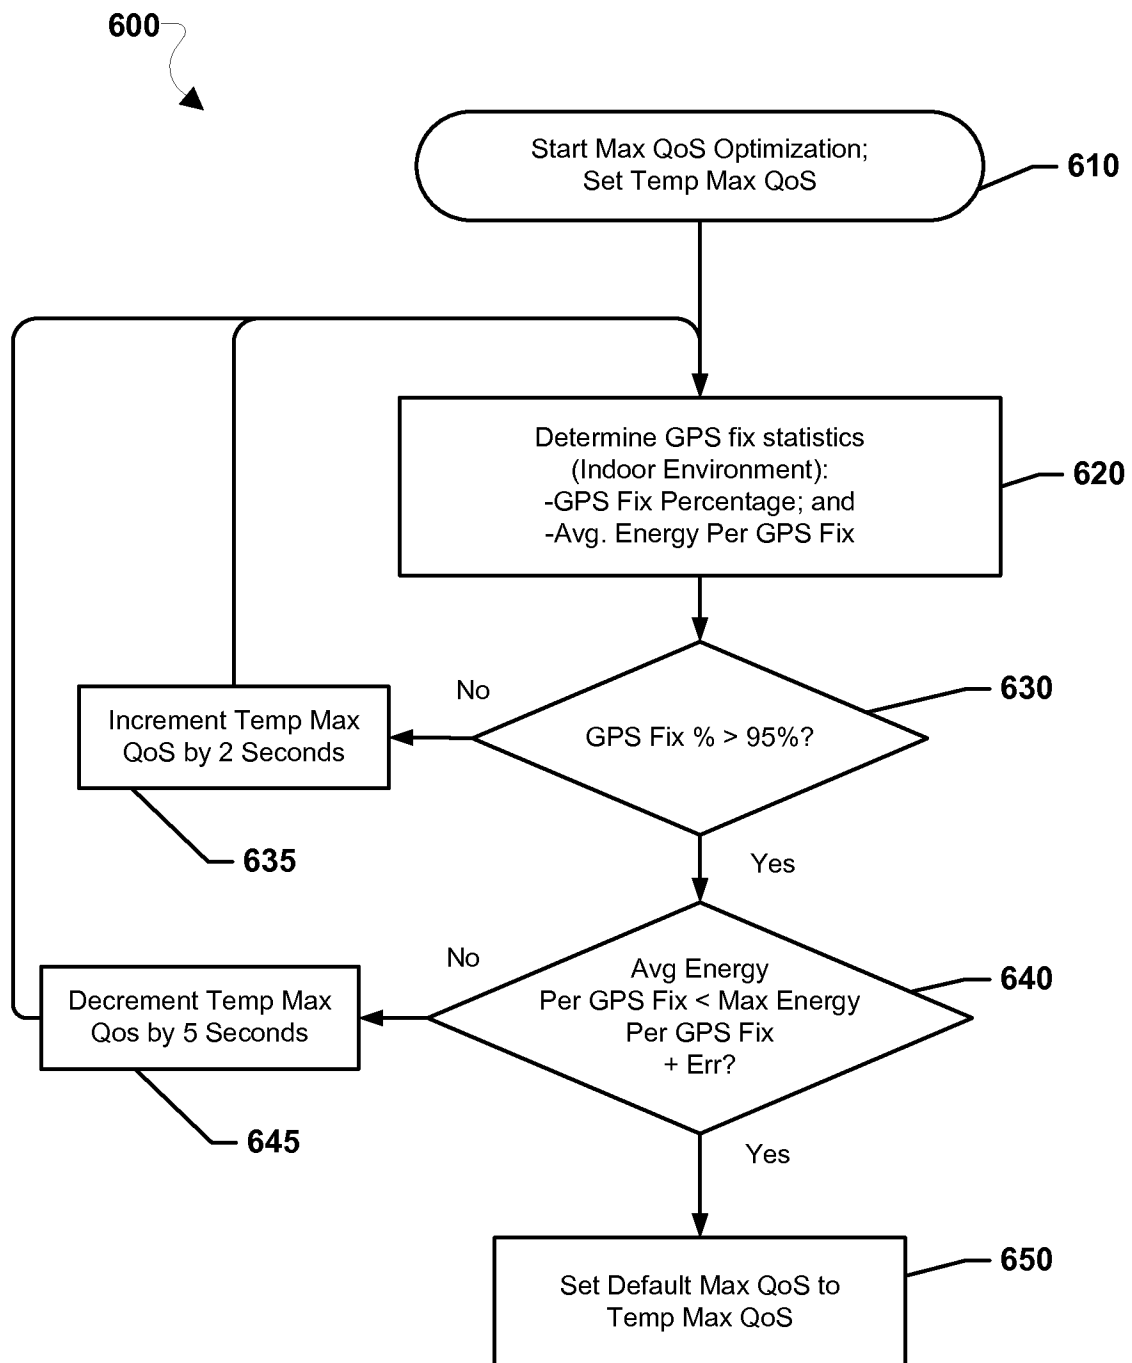 600
Start Max QoS Optimization;
Set Temp Max QoS
610
Determine GPS fix statistics
(Indoor Environment):
-GPS Fix Percentage; and
-Avg. Energy Per GPS Fix
620
No
630
GPS Fix % > 95%?
Increment Temp Max
QoS by 2 Seconds
635
Yes
No
640
Avg Energy
Per GPS Fix < Max Energy
Per GPS Fix
+ Err?
Decrement Temp Max
Qos by 5 Seconds
645
Yes
650
Set Default Max QoS to
Temp Max QoS